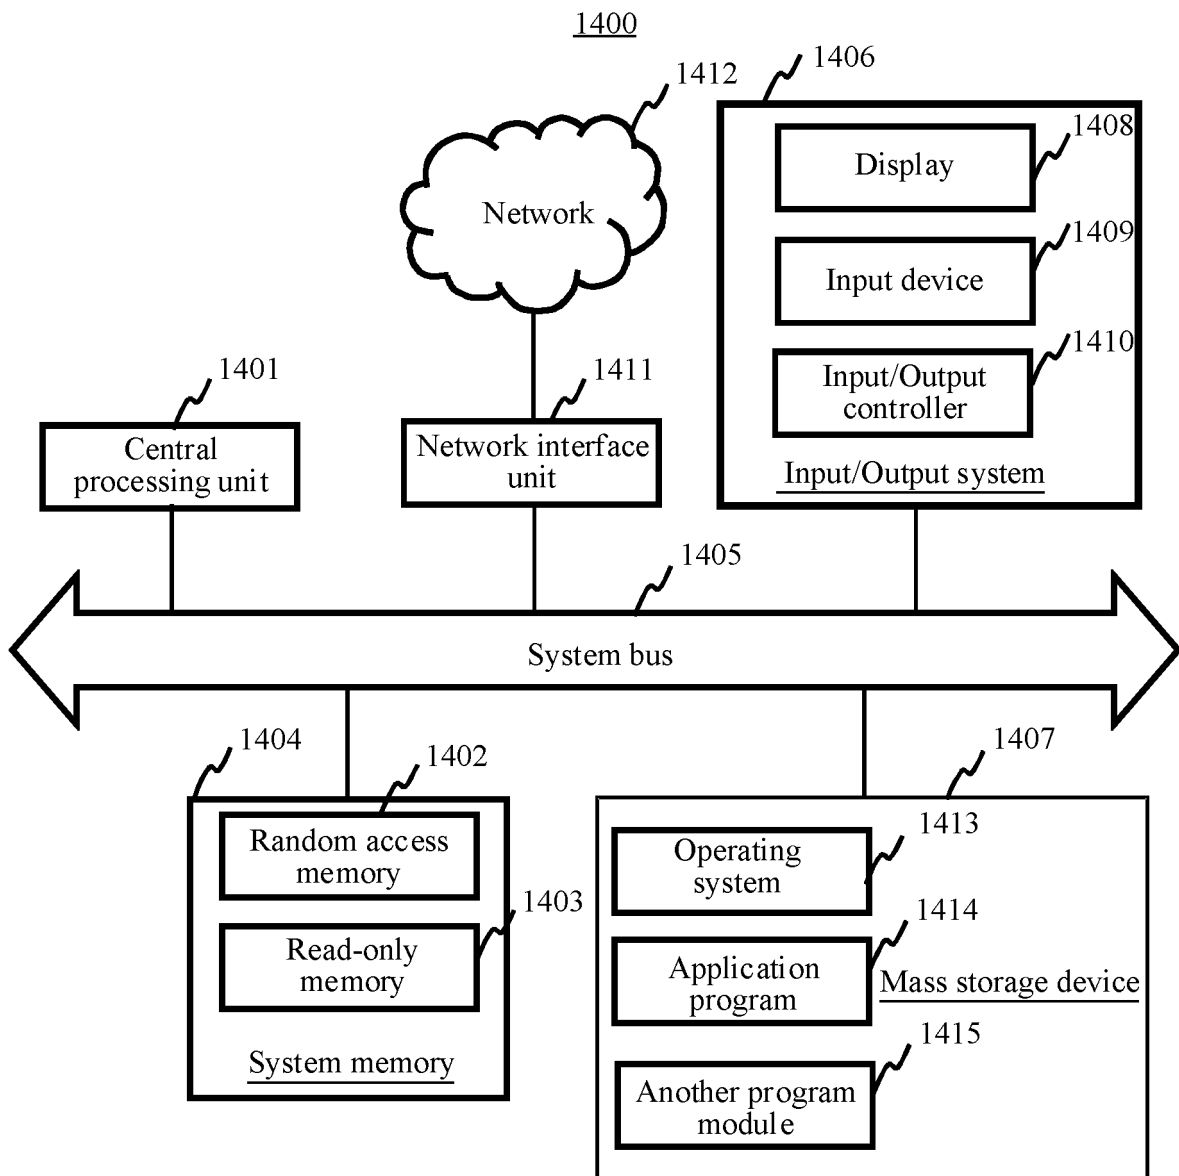 1400
1412
1406
Network
1408
Display
1409
Input device
1410
Input/Output
controller
Input/Output system
1401
Central
processing unit
1411
Network interface
unit
1405
System bus
1404
1402
Random access
memory
1403
Read-only
memory
System memory
1407
1413
Operating
system
1414
Application
program
Mass storage device
1415
Another program
module